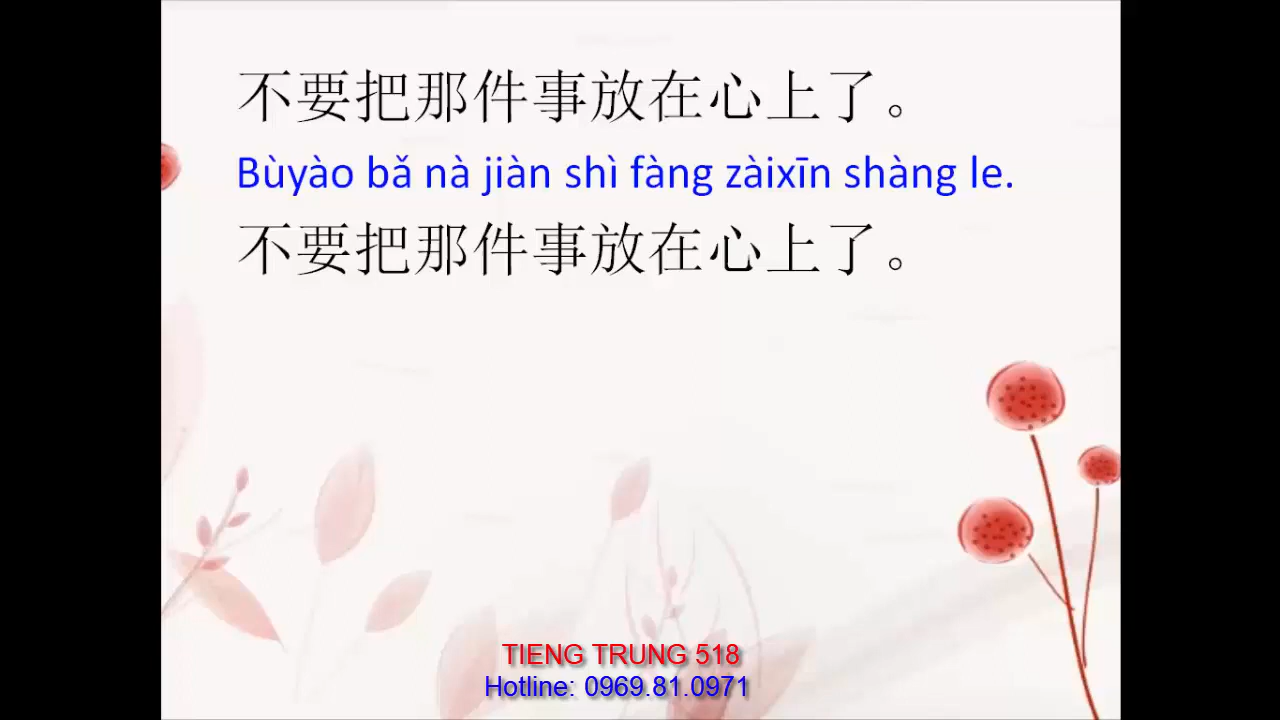 不要把那件事放在心上了。
Bùyào bǎ nà jiàn shì fàng zàixīn shàng le.
不要把那件事放在心上了。
TIENG TRUNG 518
Hotline: 0969.81.0971